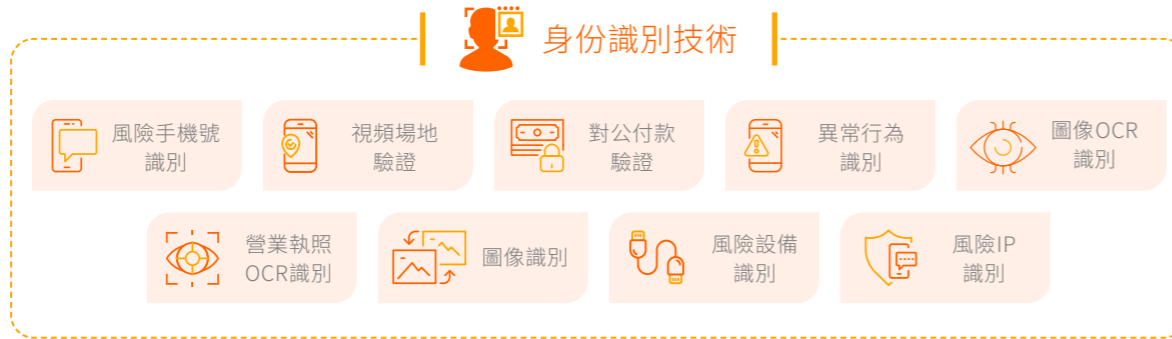 身份識別技術
風險手機號
識別
視頻場地
驗証
對公付款
驗証
異常行為
識別
圖像OCR
識別
營業執照
OCR識別
圖像識別
風險設備
識別
風險IP
識別